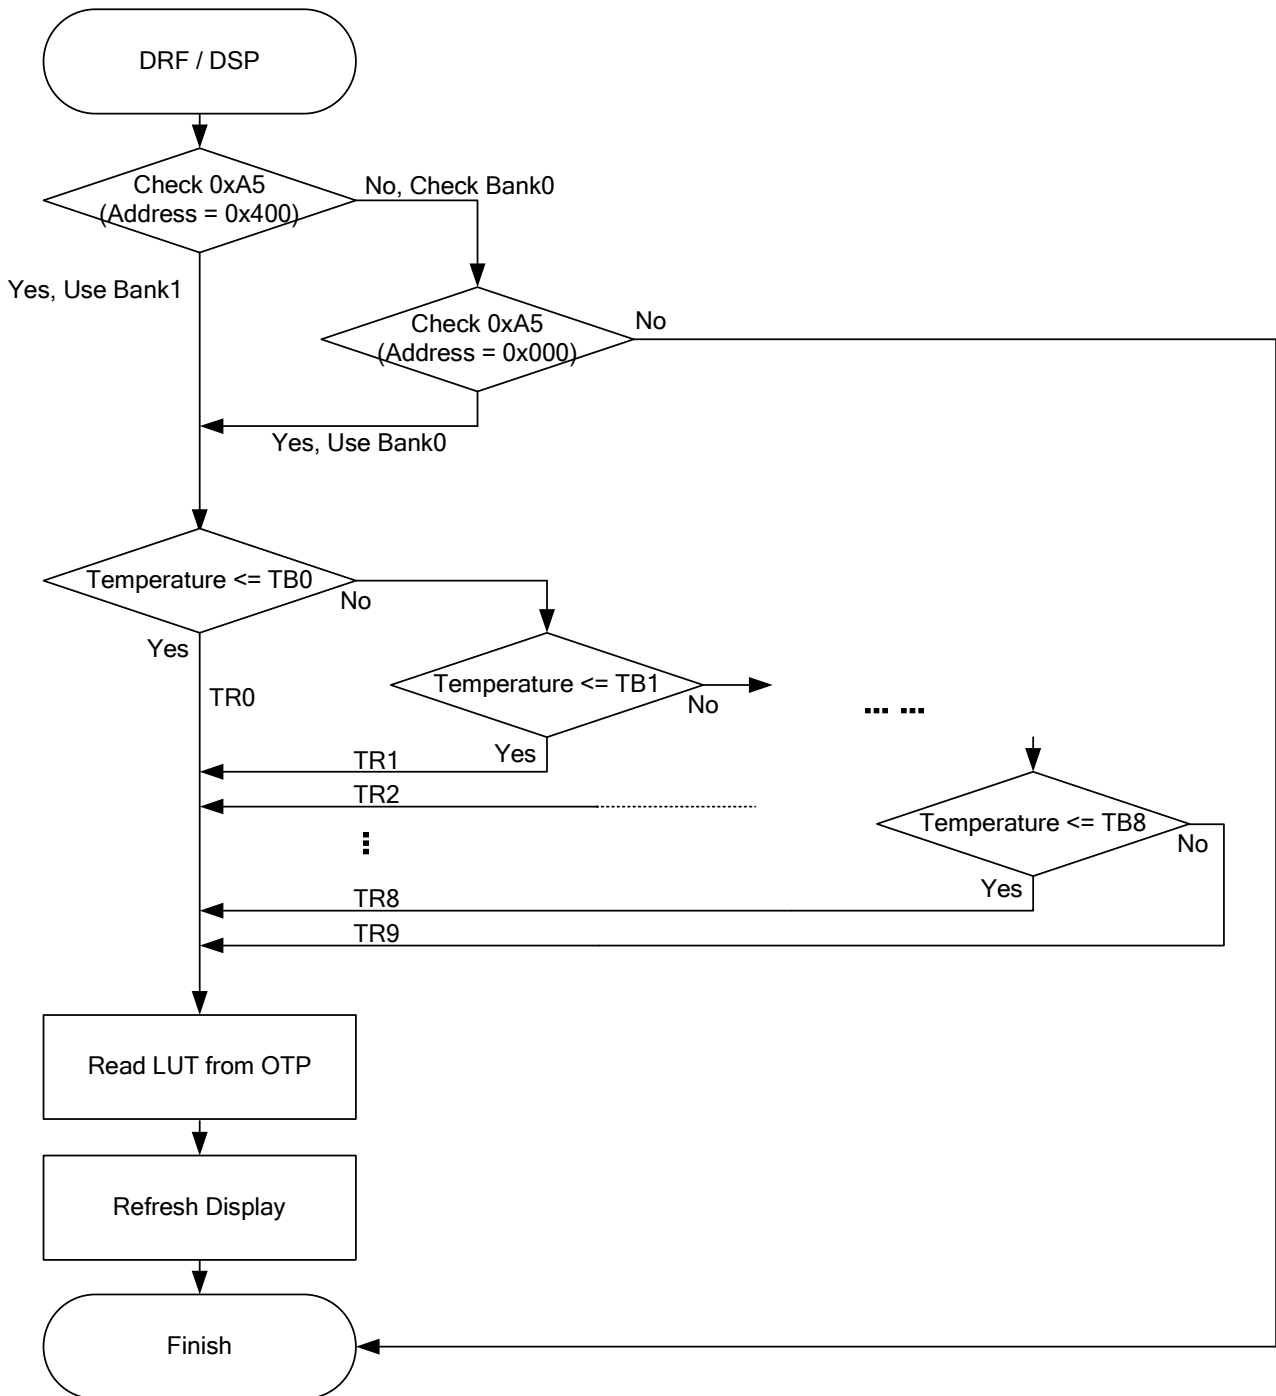 DRF / DSP
Check 0xA5
(Address = 0x400)
No, Check Bank0
Yes, Use Bank1
Check 0xA5
(Address = 0x000)
No
Yes, Use Bank0
Temperature <= TB0
No
Yes
TR0
Temperature <= TB1
No
Yes
TR1
TR2
Temperature <= TB8
No
Yes
TR8
TR9
Read LUT from OTP
Refresh Display
Finish